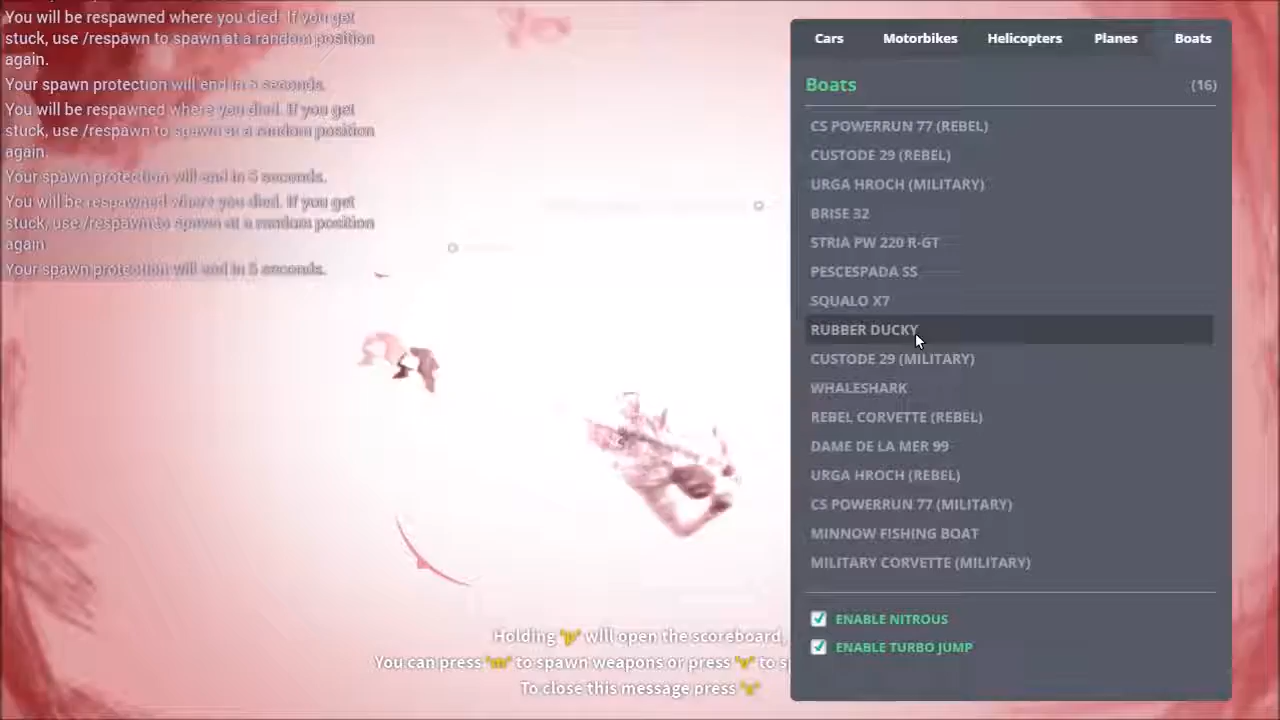 You will be respawned where you died. If you get
stuck, use /respawn to spawn at a random position
again.
Your spawn protection will end in 5 seconds.
You will be respawned where you died. If you get
stuck, use /respawn to spawn at a random position
again.
Your spawn protection will end in 5 seconds.
You will be respawned where you died. If you get
stuck, use /respawn to spawn at a random position
again.
Your spawn protection will end in 5 seconds.
Holding 'p' will open the scoreboard,
You can press 'm' to spawn weapons or press 'v' to
To close this message press
Cars Motorbikes Helicopters Planes Boats
Boats (16)
CS POWERRUN 77 (REBEL)
CUSTODE 29 (REBEL)
URGA HROCH (MILITARY)
BRISE 32
STRIA PW 220 R-GT
PESCESPADA SS
SQUALO X7
RUBBER DUCKY
CUSTODE 29 (MILITARY)
WHALESHARK
REBEL CORVETTE (REBEL)
DAME DE LA MER 99
URGA HROCH (REBEL)
CS POWERRUN 77 (MILITARY)
MINNOW FISHING BOAT
MILITARY CORVETTE (MILITARY)
ENABLE NITROUS
ENABLE TURBO JUMP